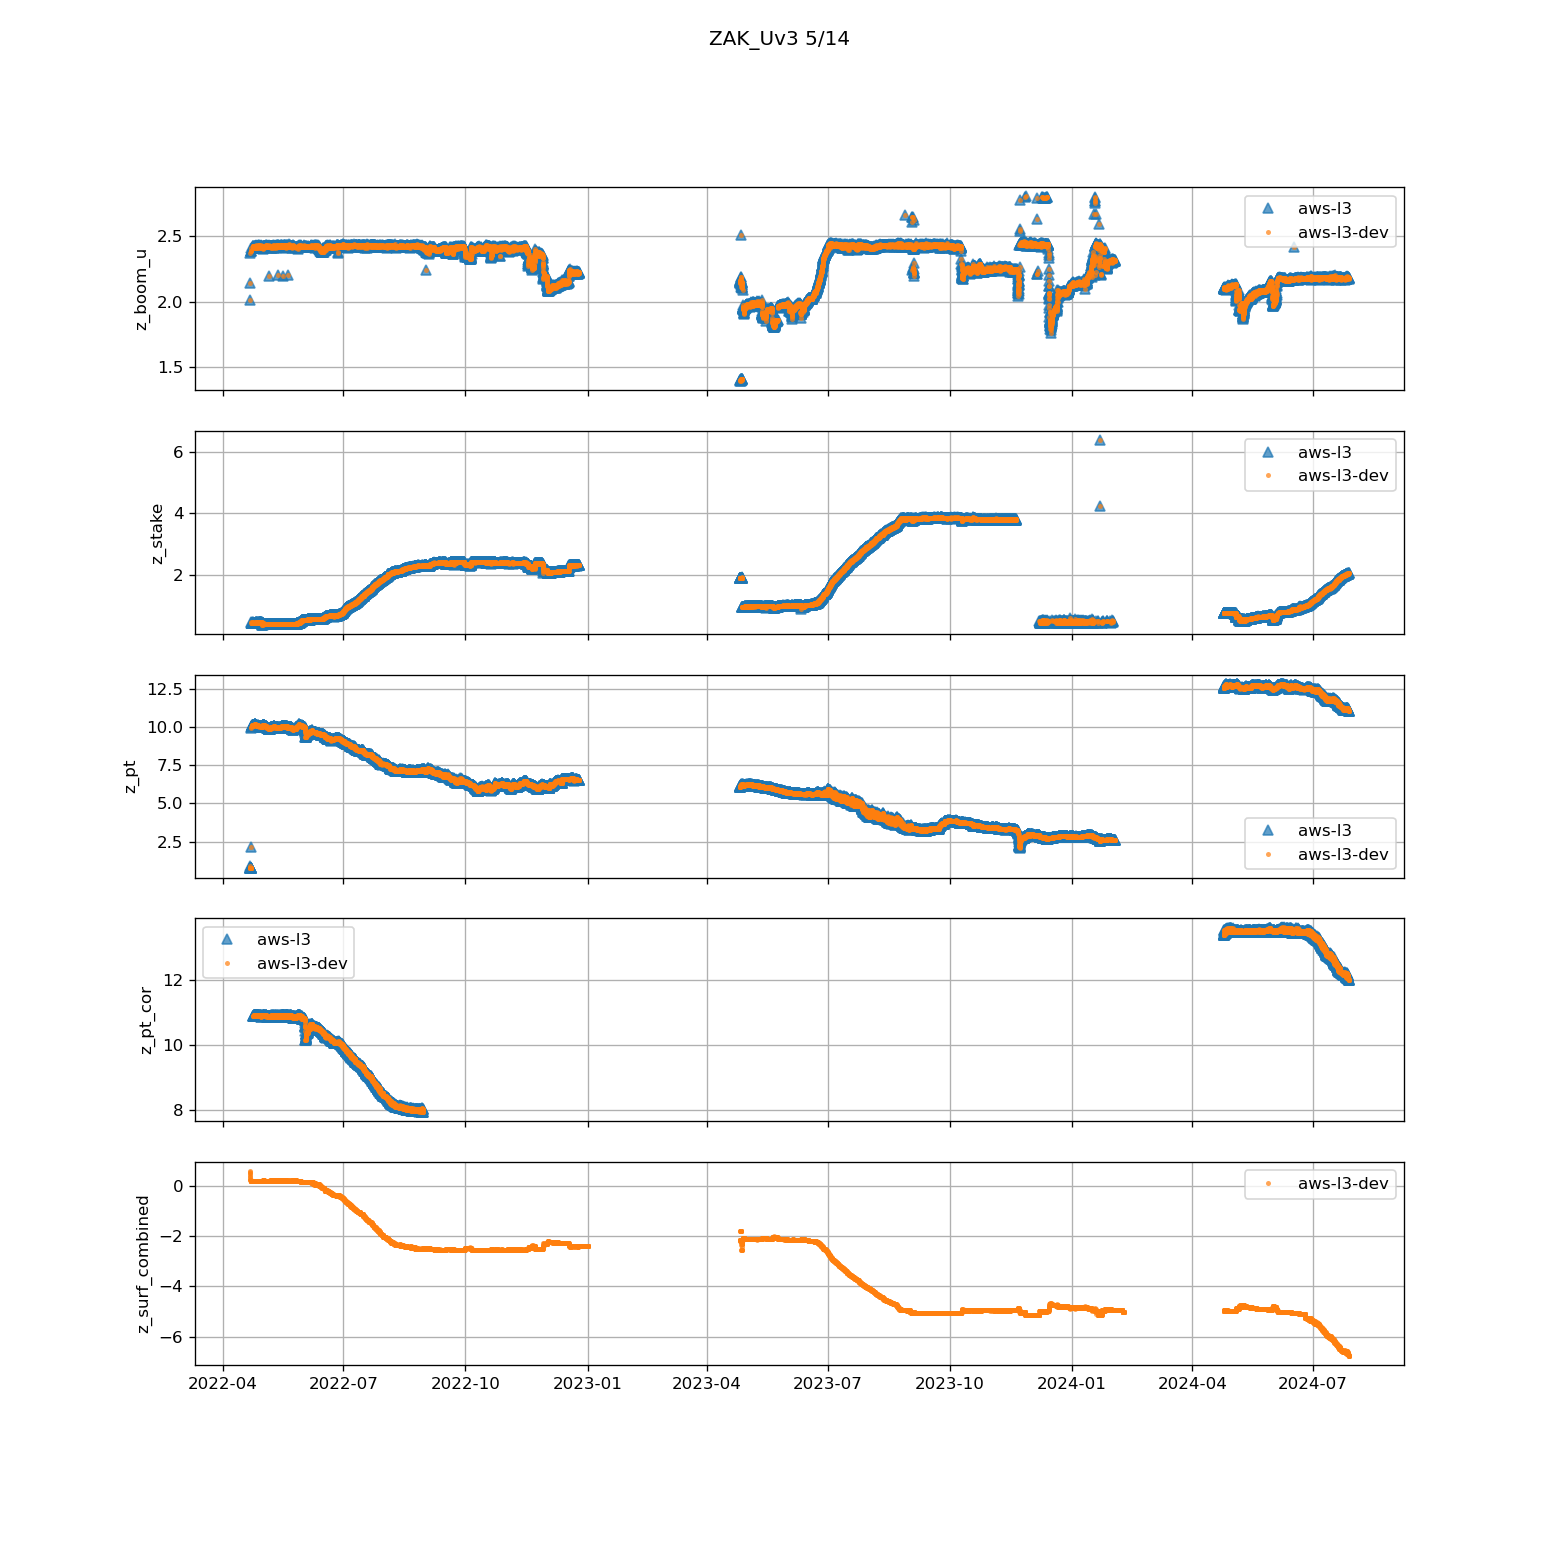 ZAK_Uv3 5/14
z_boom_u
2.5
2.0
1.5
aws-l3
aws-l3-dev
z_stake
6
4
2
aws-l3
aws-l3-dev
z_pt
12.5
10.0
7.5
5.0
2.5
aws-l3
aws-l3-dev
z_pt_cor
12
10
8
aws-l3
aws-l3-dev
z_surf_combined
0
−2
−4
−6
aws-l3-dev
2022-04 2022-07 2022-10 2023-01 2023-04 2023-07 2023-10 2024-01 2024-04 2024-07